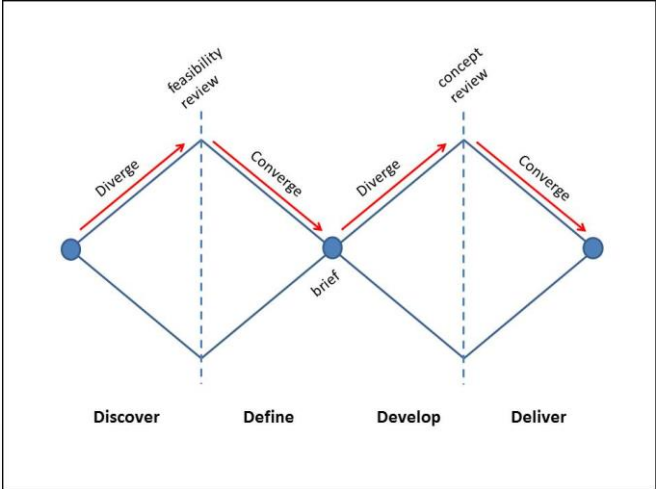 feasibility
review
concept
review
Diverge
Converge
Diverge
Converge
brief
Discover
Define
Develop
Deliver